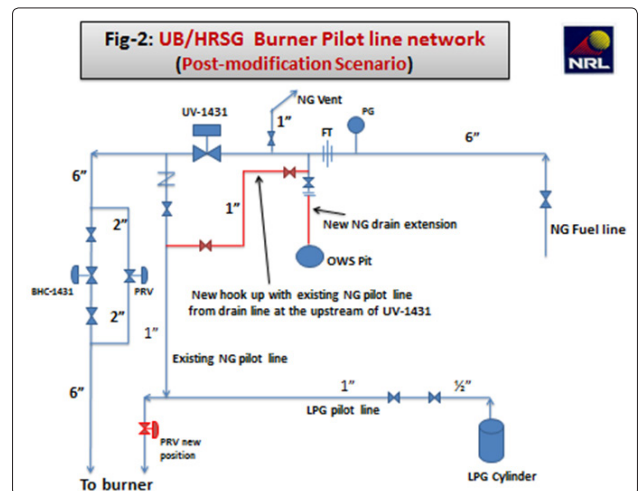 Fig-2: UB/HRSG Burner Pilot line network
(Post-modification Scenario)
NRL
NG Vent
UV-1431
1”
PG
FT
6”
6”
2”
1”
New NG drain extension
NG Fuel line
OWS Pit
BHC-1431
PRV
New hook up with existing NG pilot line
from drain line at the upstream of UV-1431
2”
1”
Existing NG pilot line
6”
1”
½”
LPG pilot line
PRV new
position
LPG Cylinder
To burner